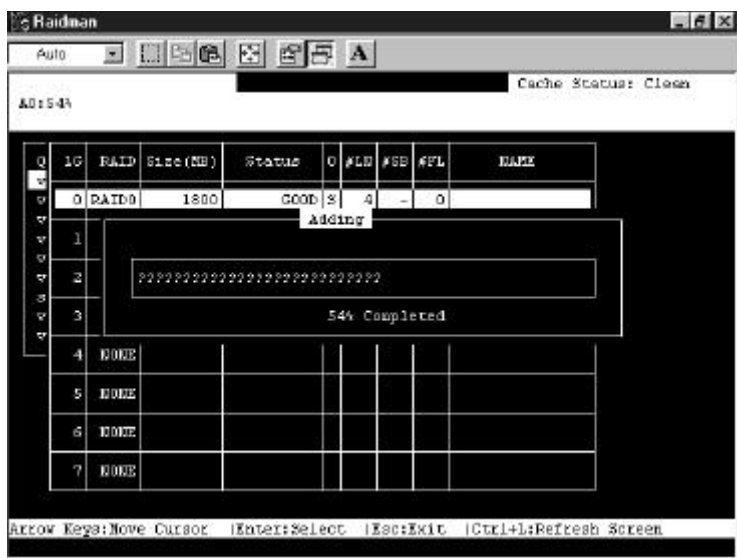 Raidman
Auto
A
Cache Status: Clean
A0:54%
Q LG RAID Size(MB) Status O #LN #SB #FL NAME
0 RAID0 1800 GOOD S 4 - 0
Adding
1
2 ????????????????????????????
3 54% Completed
4 NONE
5 NONE
6 NONE
7 NONE
Arrow Keys:Move Cursor |Enter:Select |Esc:Exit |Ctrl+L:Refresh Screen